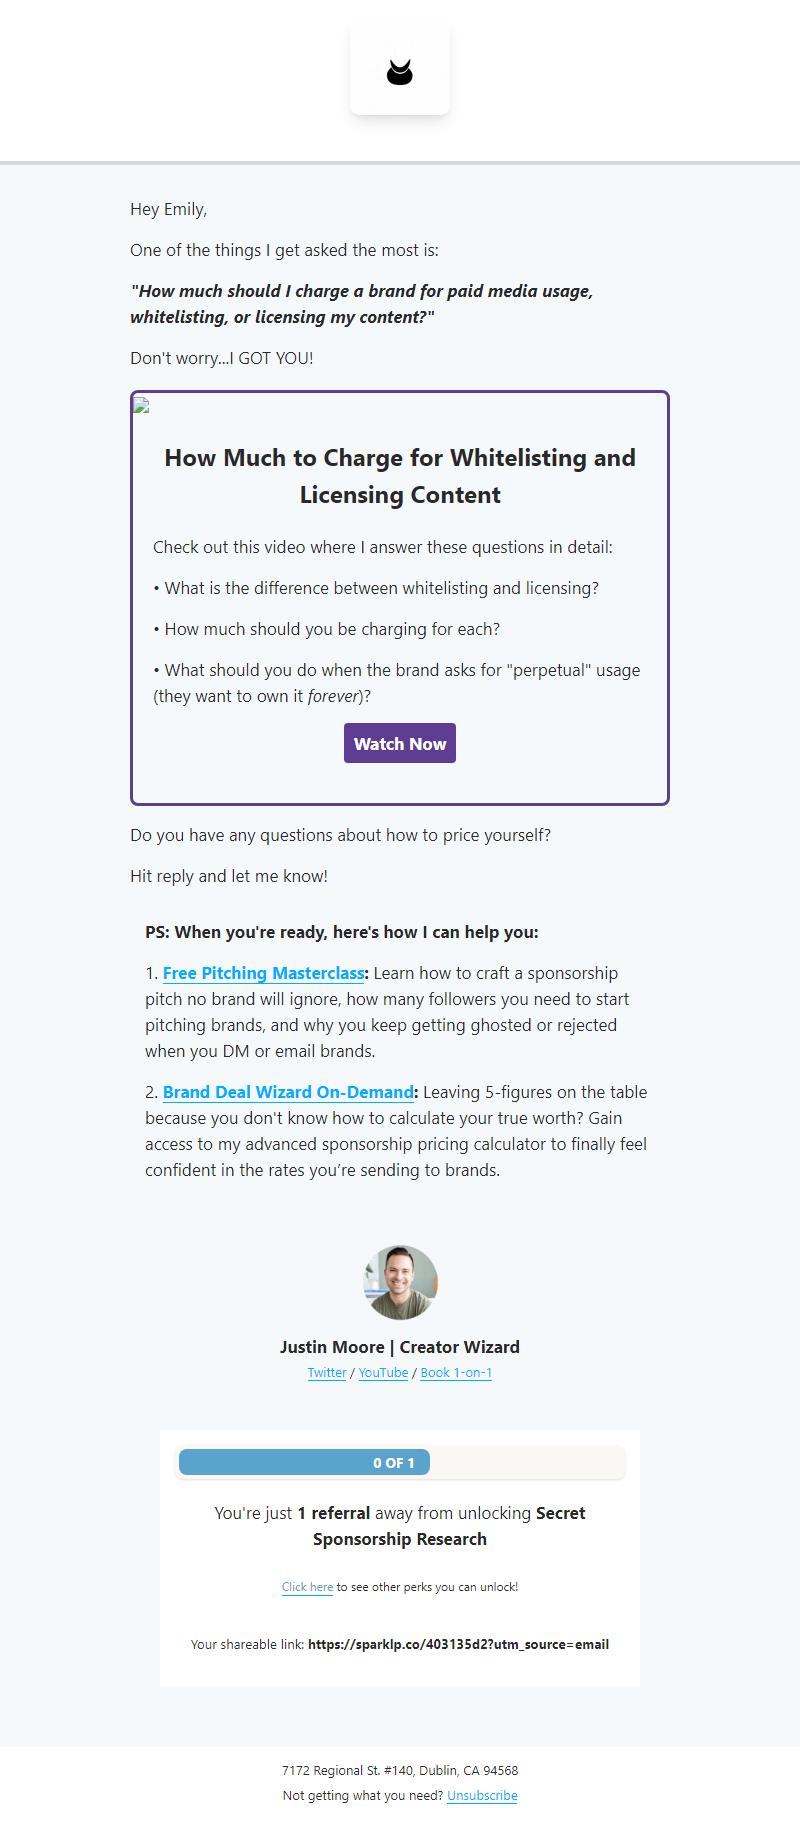 Hey Emily,
One of the things I get asked the most is:
"How much should I charge a brand for paid media usage,
whitelisting, or licensing my content?"
Don't worry...I GOT YOU!
How Much to Charge for Whitelisting and
Licensing Content
Check out this video where I answer these questions in detail:
• What is the difference between whitelisting and licensing?
• How much should you be charging for each?
• What should you do when the brand asks for "perpetual" usage
(they want to own it forever)?
Watch Now
Do you have any questions about how to price yourself?
Hit reply and let me know!
PS: When you're ready, here's how I can help you:
1. Free Pitching Masterclass: Learn how to craft a sponsorship
pitch no brand will ignore, how many followers you need to start
pitching brands, and why you keep getting ghosted or rejected
when you DM or email brands.
2. Brand Deal Wizard On-Demand: Leaving 5-figures on the table
because you don't know how to calculate your true worth? Gain
access to my advanced sponsorship pricing calculator to finally feel
confident in the rates you’re sending to brands.
Justin Moore | Creator Wizard
Twitter / YouTube / Book 1-on-1
0 OF 1
You're just 1 referral away from unlocking Secret
Sponsorship Research
Click here to see other perks you can unlock!
Your shareable link: https://sparklp.co/403135d2?utm_source=email
7172 Regional St. #140, Dublin, CA 94568
Not getting what you need? Unsubscribe